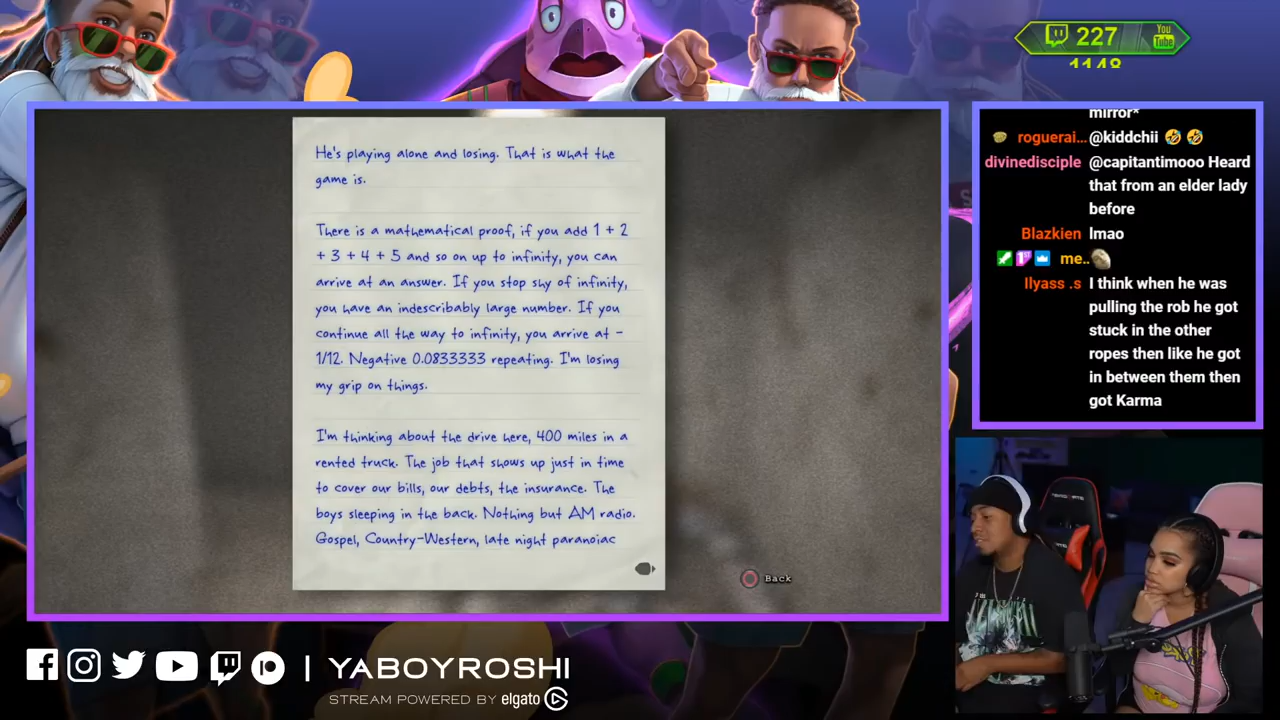 227
YouTube
1148
He's playing alone and losing. That is what the
game is.
There is a mathematical proof, if you add 1 + 2
+ 3 + 4 + 5 and so on up to infinity, you can
arrive at an answer. If you stop shy of infinity,
you have an indescribably large number. If you
continue all the way to infinity, you arrive at -
1/12. Negative 0.0833333 repeating. I'm losing
my grip on things.
I'm thinking about the drive here, 400 miles in a
rented truck. The job that shows up just in time
to cover our bills, our debts, the insurance. The
boys sleeping in the back. Nothing but AM radio.
Gospel, Country-Western, late night paranoiac
Back
mirror*
roguerai... @kiddchii
divinedisciple @capitantimooo Heard
that from an elder lady
before
Blazkien lmao
me..
Ilyass .s I think when he was
pulling the rob he got
stuck in the other
ropes then like he got
in between them then
got Karma
| YABOYROSHI
STREAM POWERED BY elgato